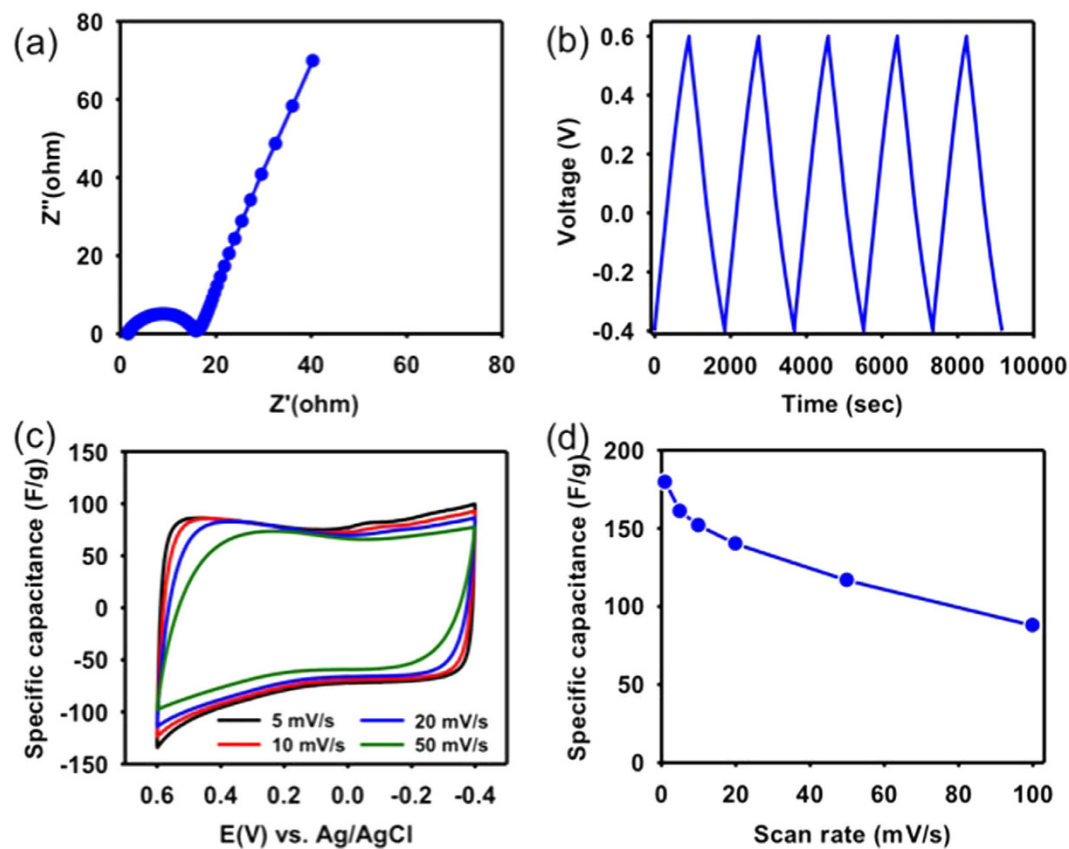 (a)
80
60
40
20
0
Z''(ohm)
0 20 40 60 80
Z'(ohm)
(b)
0.6
0.4
0.2
0.0
-0.2
-0.4
Voltage (V)
0 2000 4000 6000 8000 10000
Time (sec)
(c)
150
100
50
0
-50
-100
-150
Specific capacitance (F/g)
5 mV/s 20 mV/s
10 mV/s 50 mV/s
0.6 0.4 0.2 0.0 -0.2 -0.4
E(V) vs. Ag/AgCl
(d)
200
150
100
50
0
Specific capacitance (F/g)
0 20 40 60 80 100
Scan rate (mV/s)